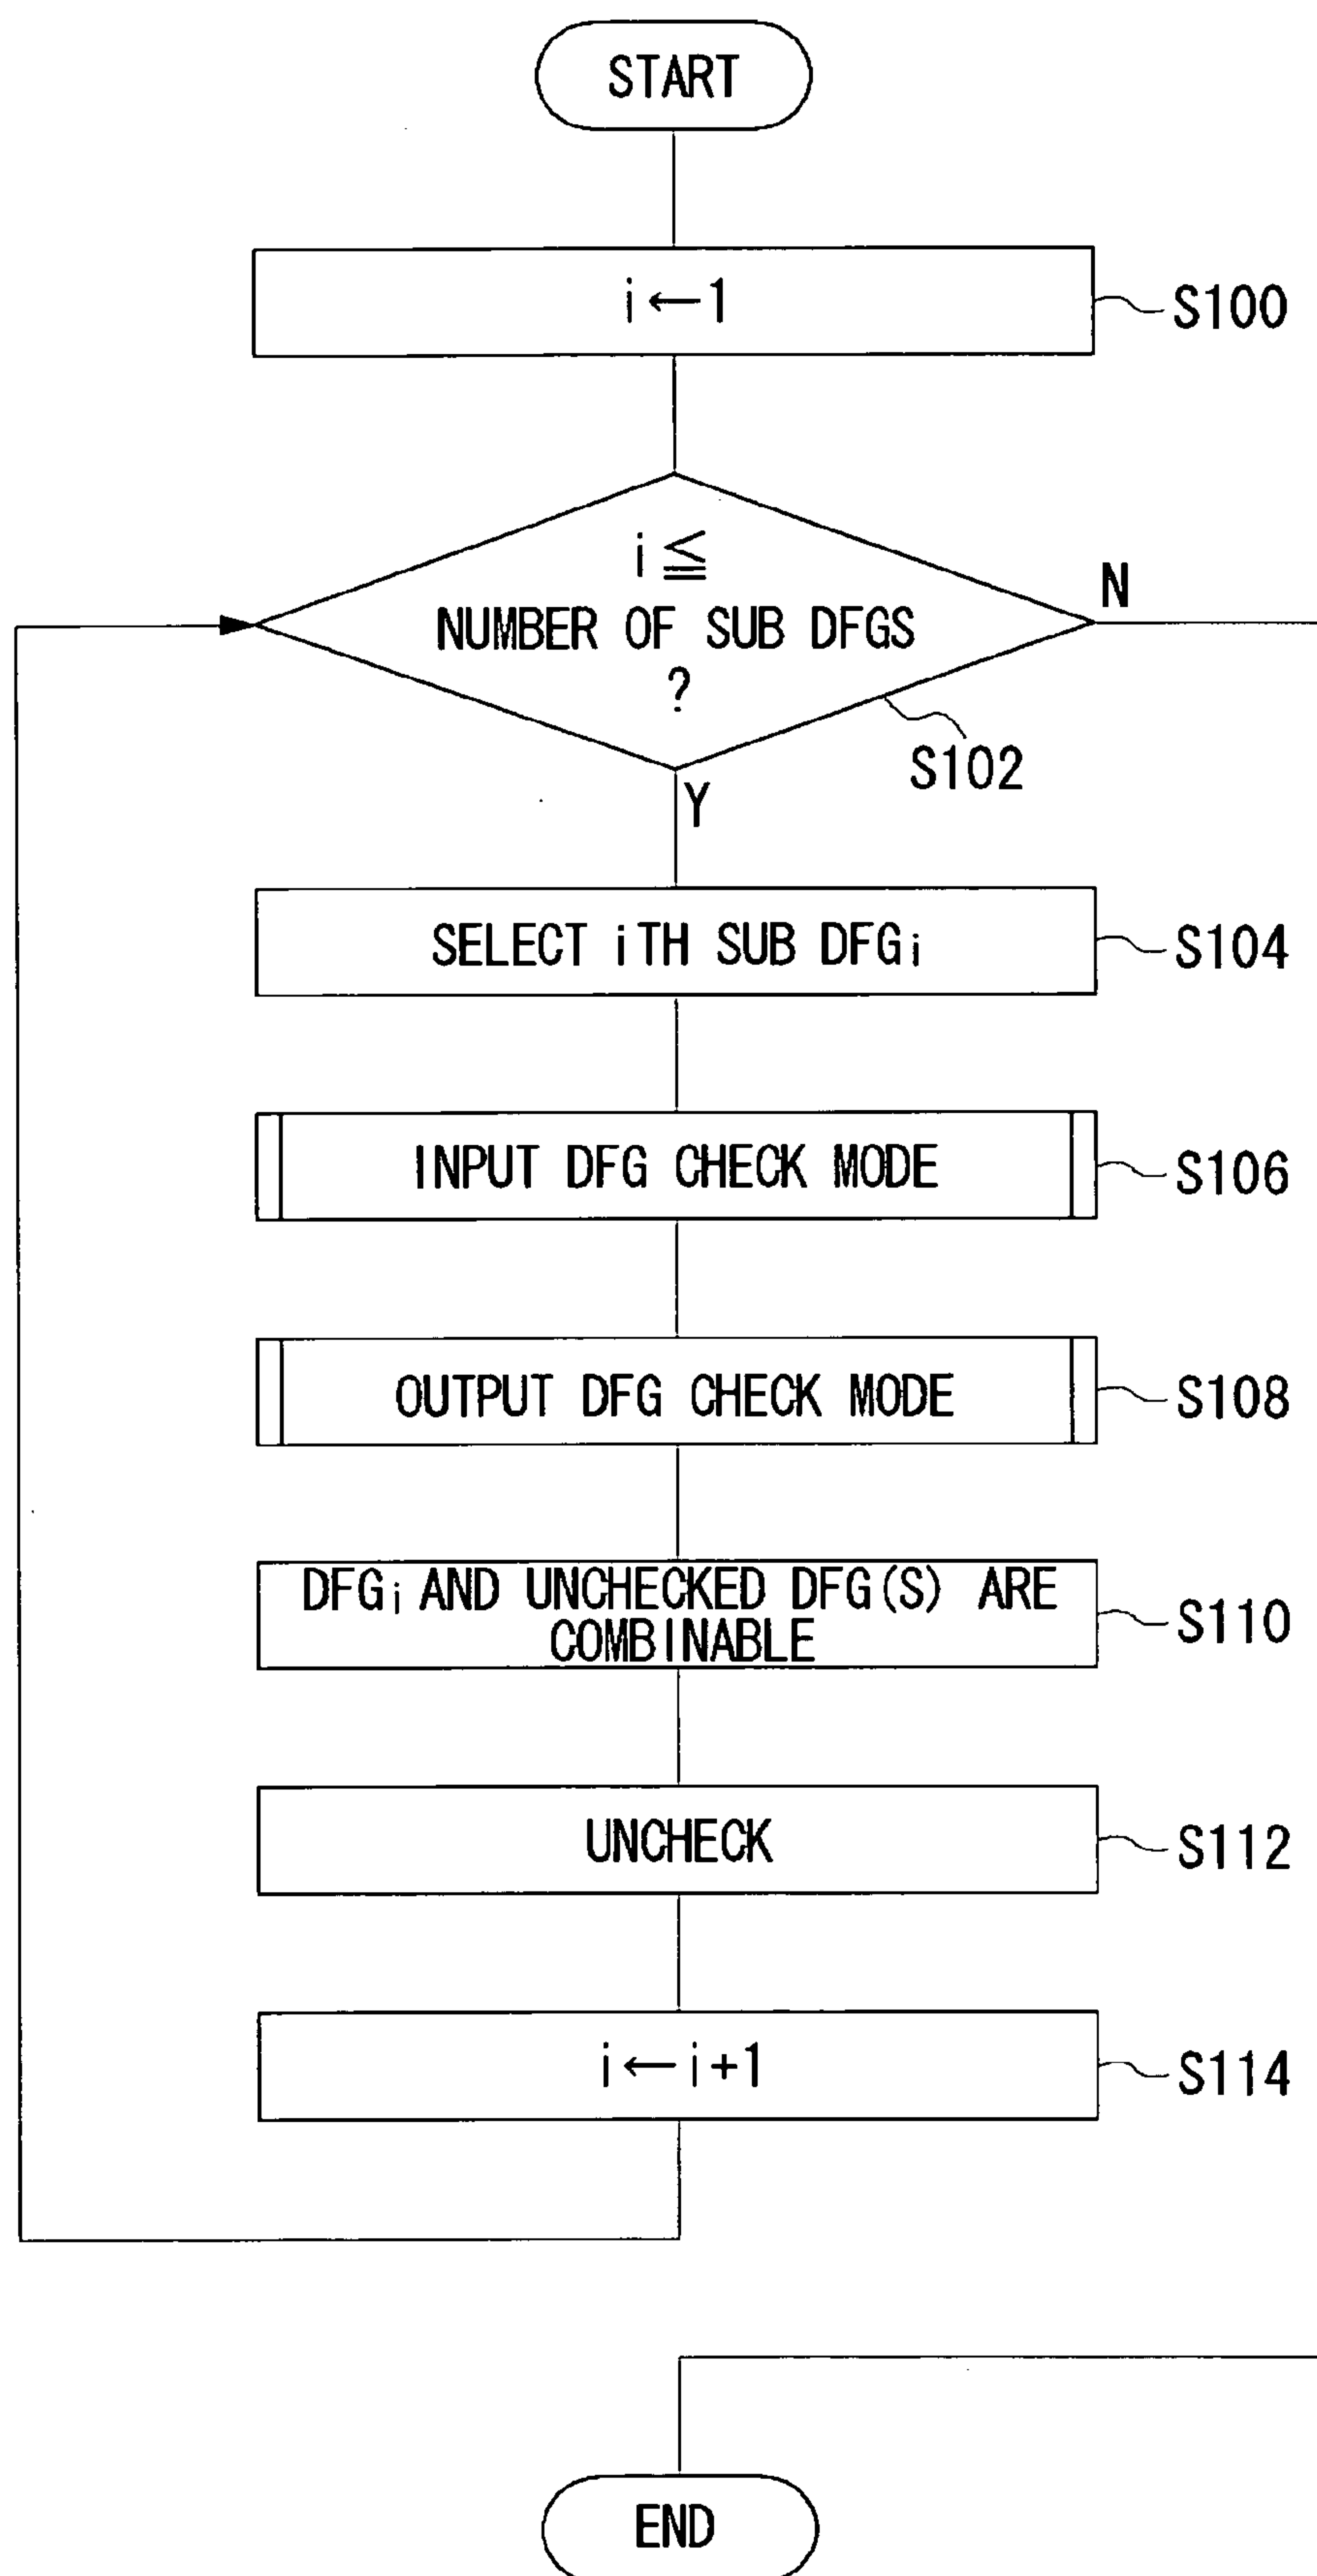 START
i←1
S100
i≦
NUMBER OF SUB DFGS
?
N
S102
Y
SELECT iTH SUB DFGi
S104
INPUT DFG CHECK MODE
S106
OUTPUT DFG CHECK MODE
S108
DFGi AND UNCHECKED DFG(S) ARE
COMBINABLE
S110
UNCHECK
S112
i←i+1
S114
END